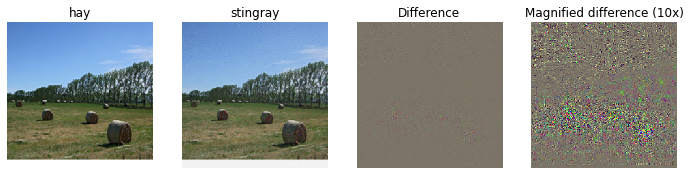 hay
stingray
Difference
Magnified difference (10x)